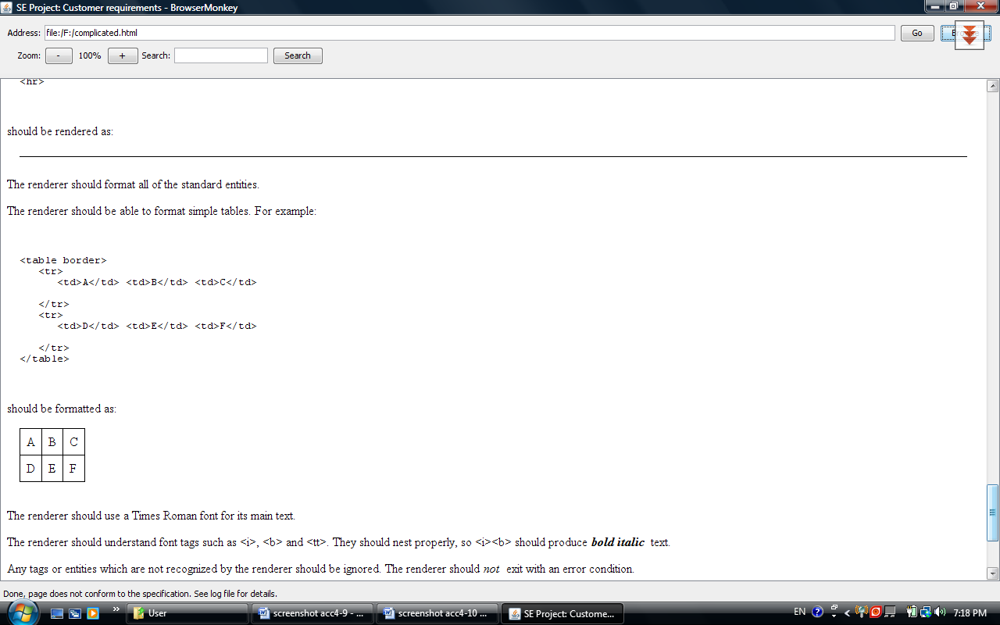 SE Project: Customer requirements - BrowserMonkey
Address: file:/F:/complicated.html Go
Zoom: - 100% + Search: Search
<hr>
should be rendered as:
The renderer should format all of the standard entities.
The renderer should be able to format simple tables. For example:
<table border>
<tr>
<td>A</td> <td>B</td> <td>C</td>
</tr>
<tr>
<td>D</td> <td>E</td> <td>F</td>
</tr>
</table>
should be formatted as:
A B C
D E F
The renderer should use a Times Roman font for its main text.
The renderer should understand font tags such as <i>, <b> and <tt>. They should nest properly, so <i><b> should produce bold italic text.
Any tags or entities which are not recognized by the renderer should be ignored. The renderer should not exit with an error condition.
Done, page does not conform to the specification. See log file for details.
User screenshot acc4-9 - ... screenshot acc4-10 ... SE Project: Custome... EN 7:18 PM